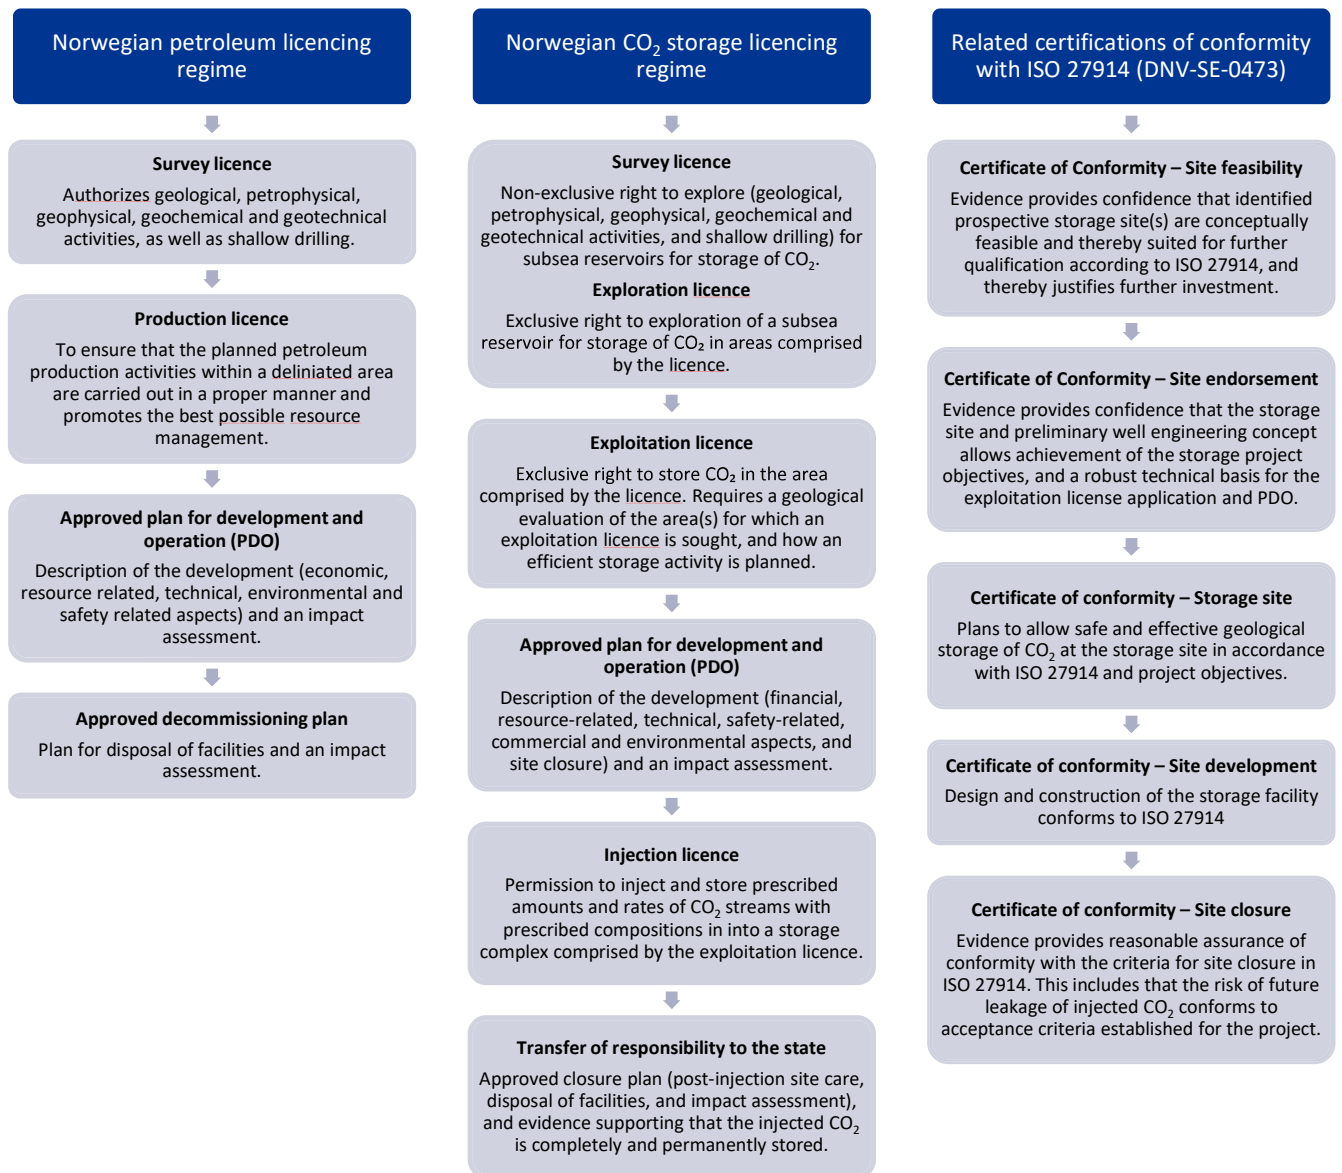 Norwegian petroleum licencing
regime
Survey licence
Authorizes geological, petrophysical,
geophysical, geochemical and geotechnical
activities, as well as shallow drilling.
Production licence
To ensure that the planned petroleum
production activities within a deliniated area
are carried out in a proper manner and
promotes the best possible resource
management.
Approved plan for development and
operation (PDO)
Description of the development (economic,
resource related, technical, environmental and
safety related aspects) and an impact
assessment.
Approved decommissioning plan
Plan for disposal of facilities and an impact
assessment.
Norwegian CO₂ storage licencing
regime
Survey licence
Non-exclusive right to explore (geological,
petrophysical, geophysical, geochemical and
geotechnical activities, and shallow drilling) for
subsea reservoirs for storage of CO₂.
Exploration licence
Exclusive right to exploration of a subsea
reservoir for storage of CO₂ in areas comprised
by the licence.
Exploitation licence
Exclusive right to store CO₂ in the area
comprised by the licence. Requires a geological
evaluation of the area(s) for which an
exploitation licence is sought, and how an
efficient storage activity is planned.
Approved plan for development and
operation (PDO)
Description of the development (financial,
resource-related, technical, safety-related,
commercial and environmental aspects, and
site closure) and an impact assessment.
Injection licence
Permission to inject and store prescribed
amounts and rates of CO₂ streams with
prescribed compositions in into a storage
complex comprised by the exploitation licence.
Transfer of responsibility to the state
Approved closure plan (post-injection site care,
disposal of facilities, and impact assessment),
and evidence supporting that the injected CO₂
is completely and permanently stored.
Related certifications of conformity
with ISO 27914 (DNV-SE-0473)
Certificate of Conformity – Site feasibility
Evidence provides confidence that identified
prospective storage site(s) are conceptually
feasible and thereby suited for further
qualification according to ISO 27914, and
thereby justifies further investment.
Certificate of Conformity – Site endorsement
Evidence provides confidence that the storage
site and preliminary well engineering concept
allows achievement of the storage project
objectives, and a robust technical basis for the
exploitation license application and PDO.
Certificate of conformity – Storage site
Plans to allow safe and effective geological
storage of CO₂ at the storage site in accordance
with ISO 27914 and project objectives.
Certificate of conformity – Site development
Design and construction of the storage facility
conforms to ISO 27914
Certificate of conformity – Site closure
Evidence provides reasonable assurance of
conformity with the criteria for site closure in
ISO 27914. This includes that the risk of future
leakage of injected CO₂ conforms to
acceptance criteria established for the project.